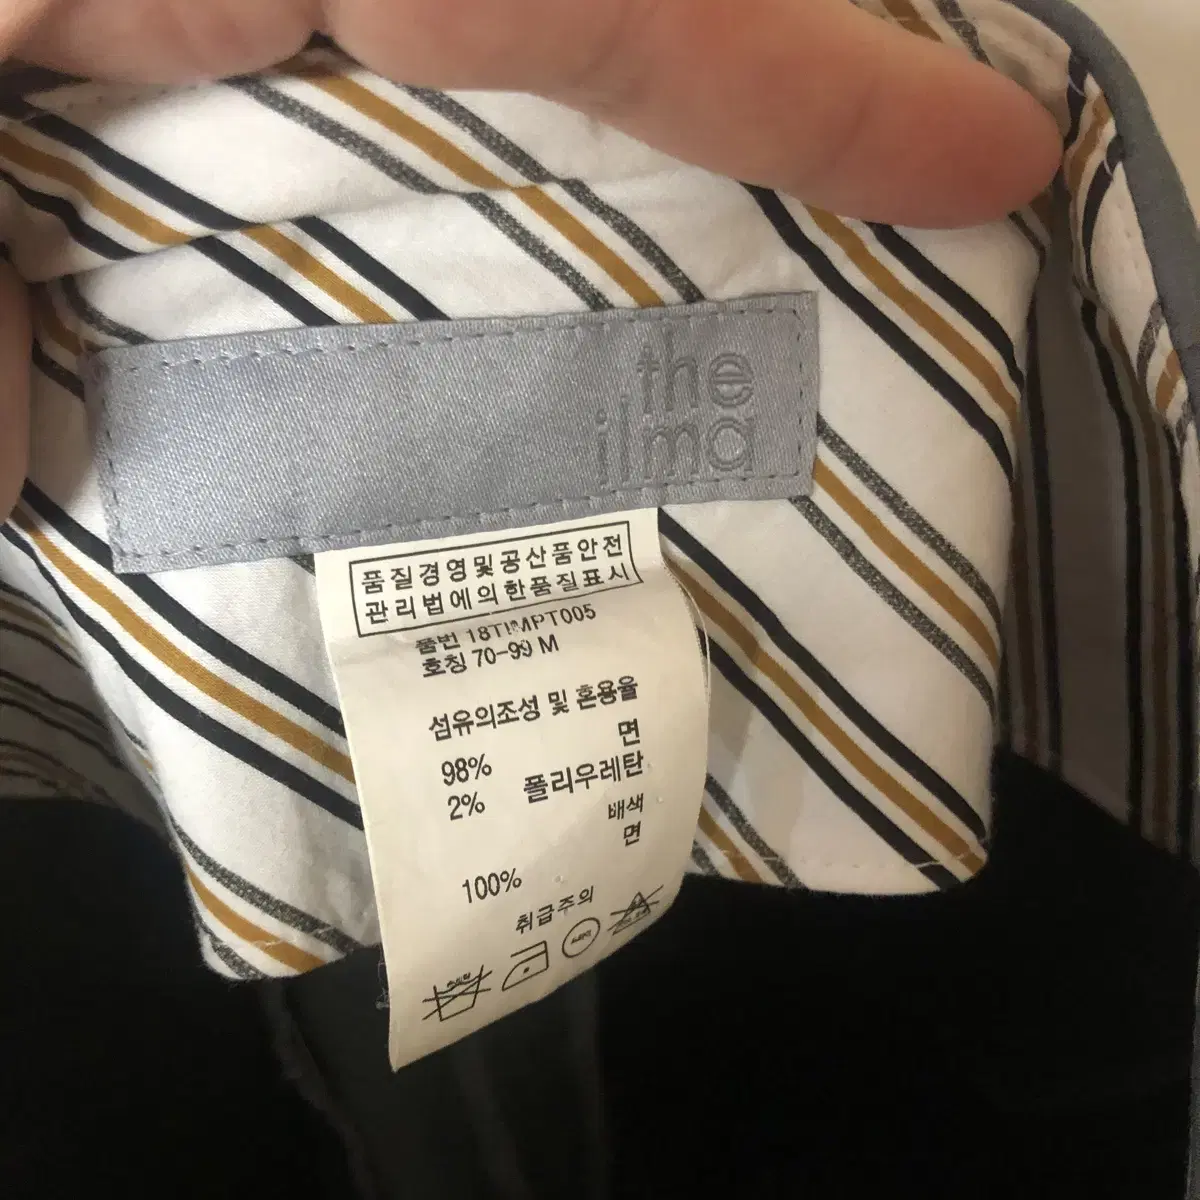 the
ilma
품질경영및공산품안전
관리법에의한품질표시
품번 18TIMPT005
호칭 70-99 M
섬유의조성 및 혼용율
면
98%
2% 폴리우레탄
배색
면
100%
취급주의